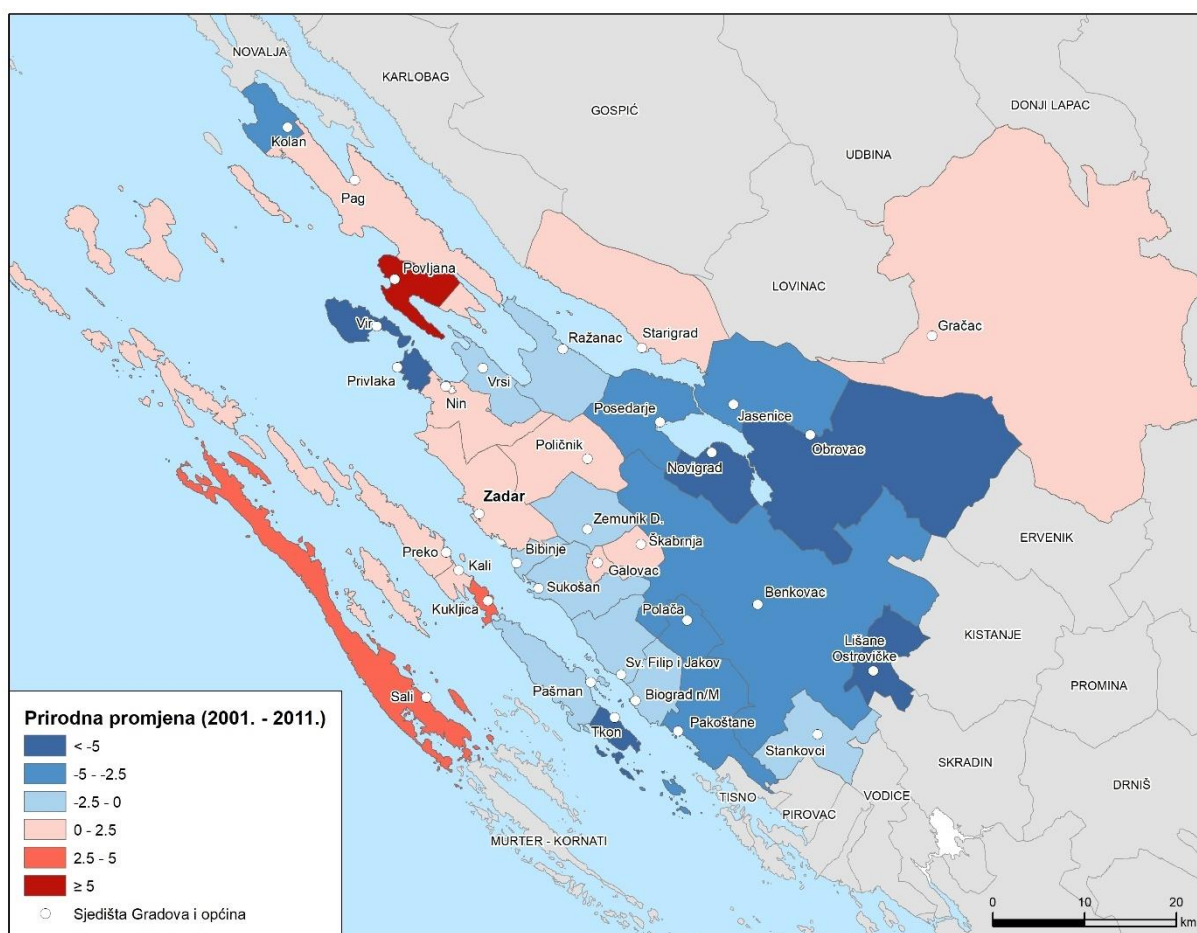 NOVALJA
KARLOBAG
GOSPIĆ
DONJI LAPAC
UDBINA
Kolan
Pag
Povljana
LOVINAC
Vir
Ražanac
Starigrad
Gračac
Privlaka
Vrsi
Nin
Posedarje
Jasenice
Obrovac
Poličnik
Novigrad
Zadar
Zemunik D.
ERVENIK
Škabrnja
Preko
Bibinje
Kali
Galovac
Sukošan
Kukljica
Benkovac
Polača
KISTANJE
Lišane
Ostrovičke
Sv. Filip i Jakov
PROMINA
Sali
Pašman
Biograd n/M
Tkon
Pakoštane
Stankovci
SKRADIN
DRNIŠ
TISNO
VODICE
PIROVAC
MURTER - KORNATI
Prirodna promjena (2001. - 2011.)
< -5
-5 - -2.5
-2.5 - 0
0 - 2.5
2.5 - 5
≥ 5
Sjedišta Gradova i općina
0 10 20
km